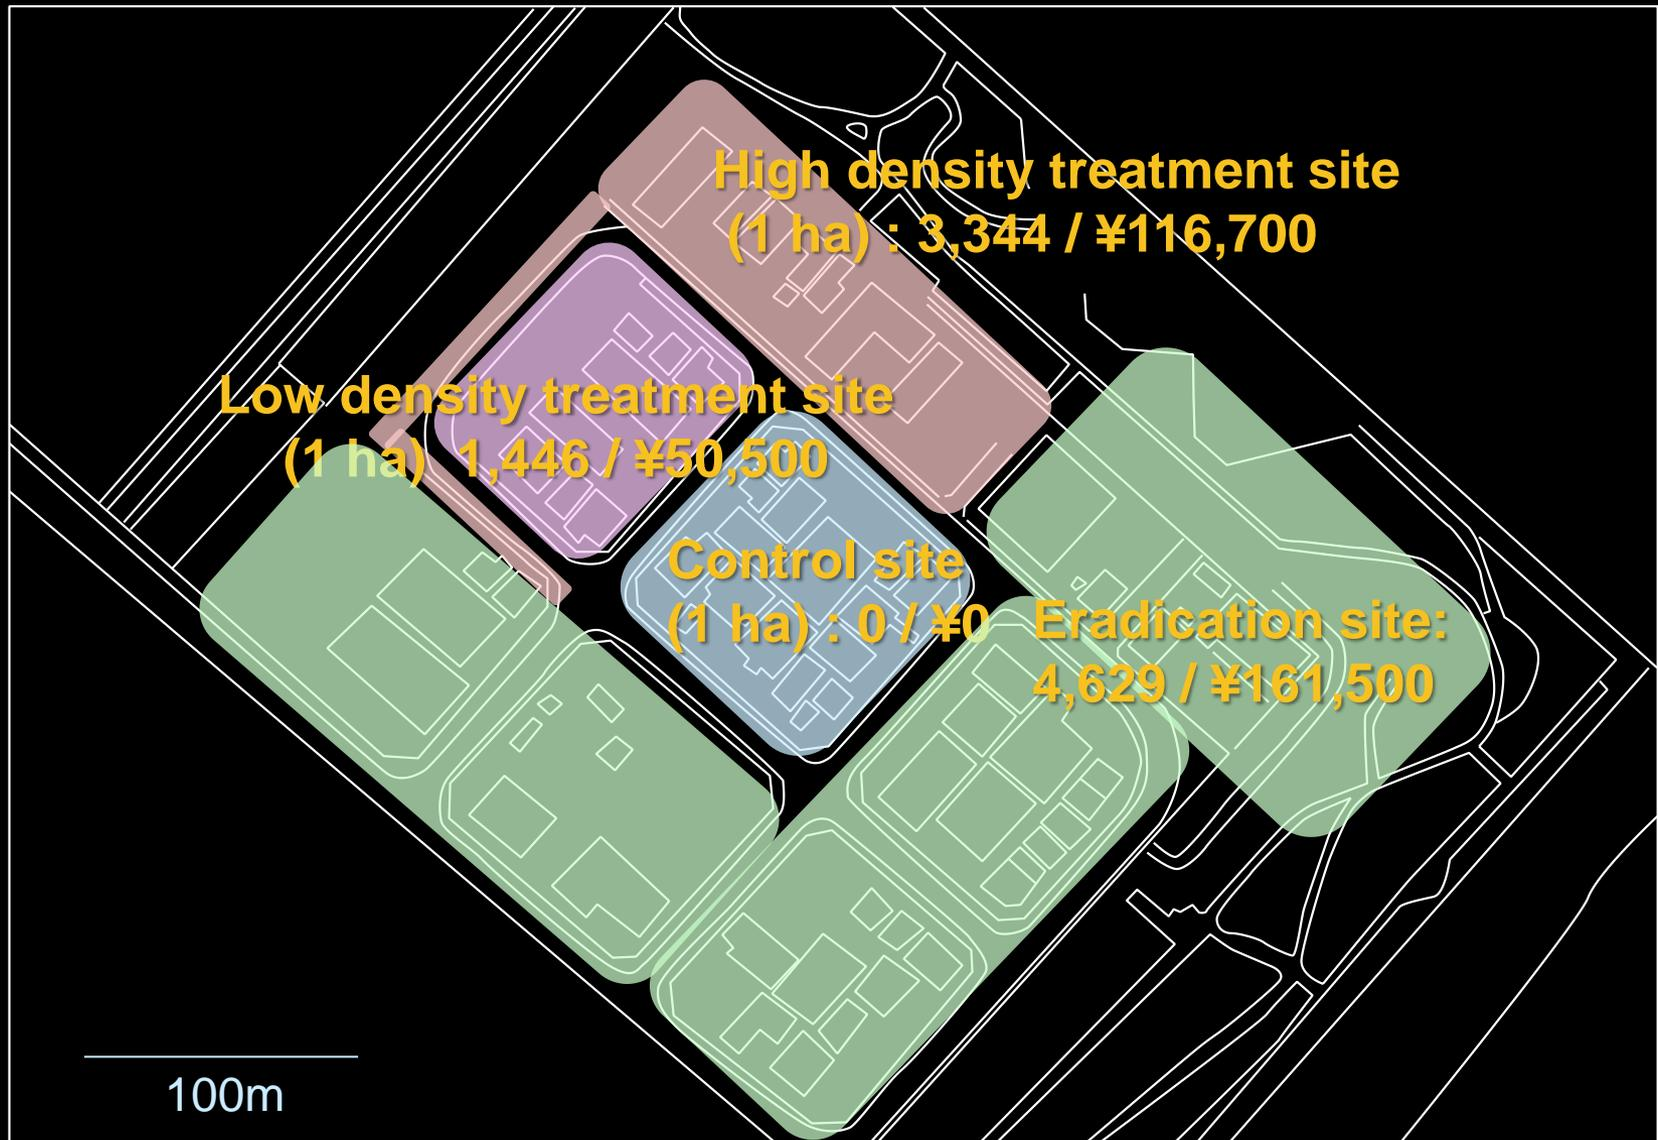 High density treatment site
(1 ha) : 3,344 / ¥116,700
Low density treatment site
(1 ha) 1,446 / ¥50,500
Control site
(1 ha) : 0 / ¥0
Eradication site:
4,629 / ¥161,500
100m